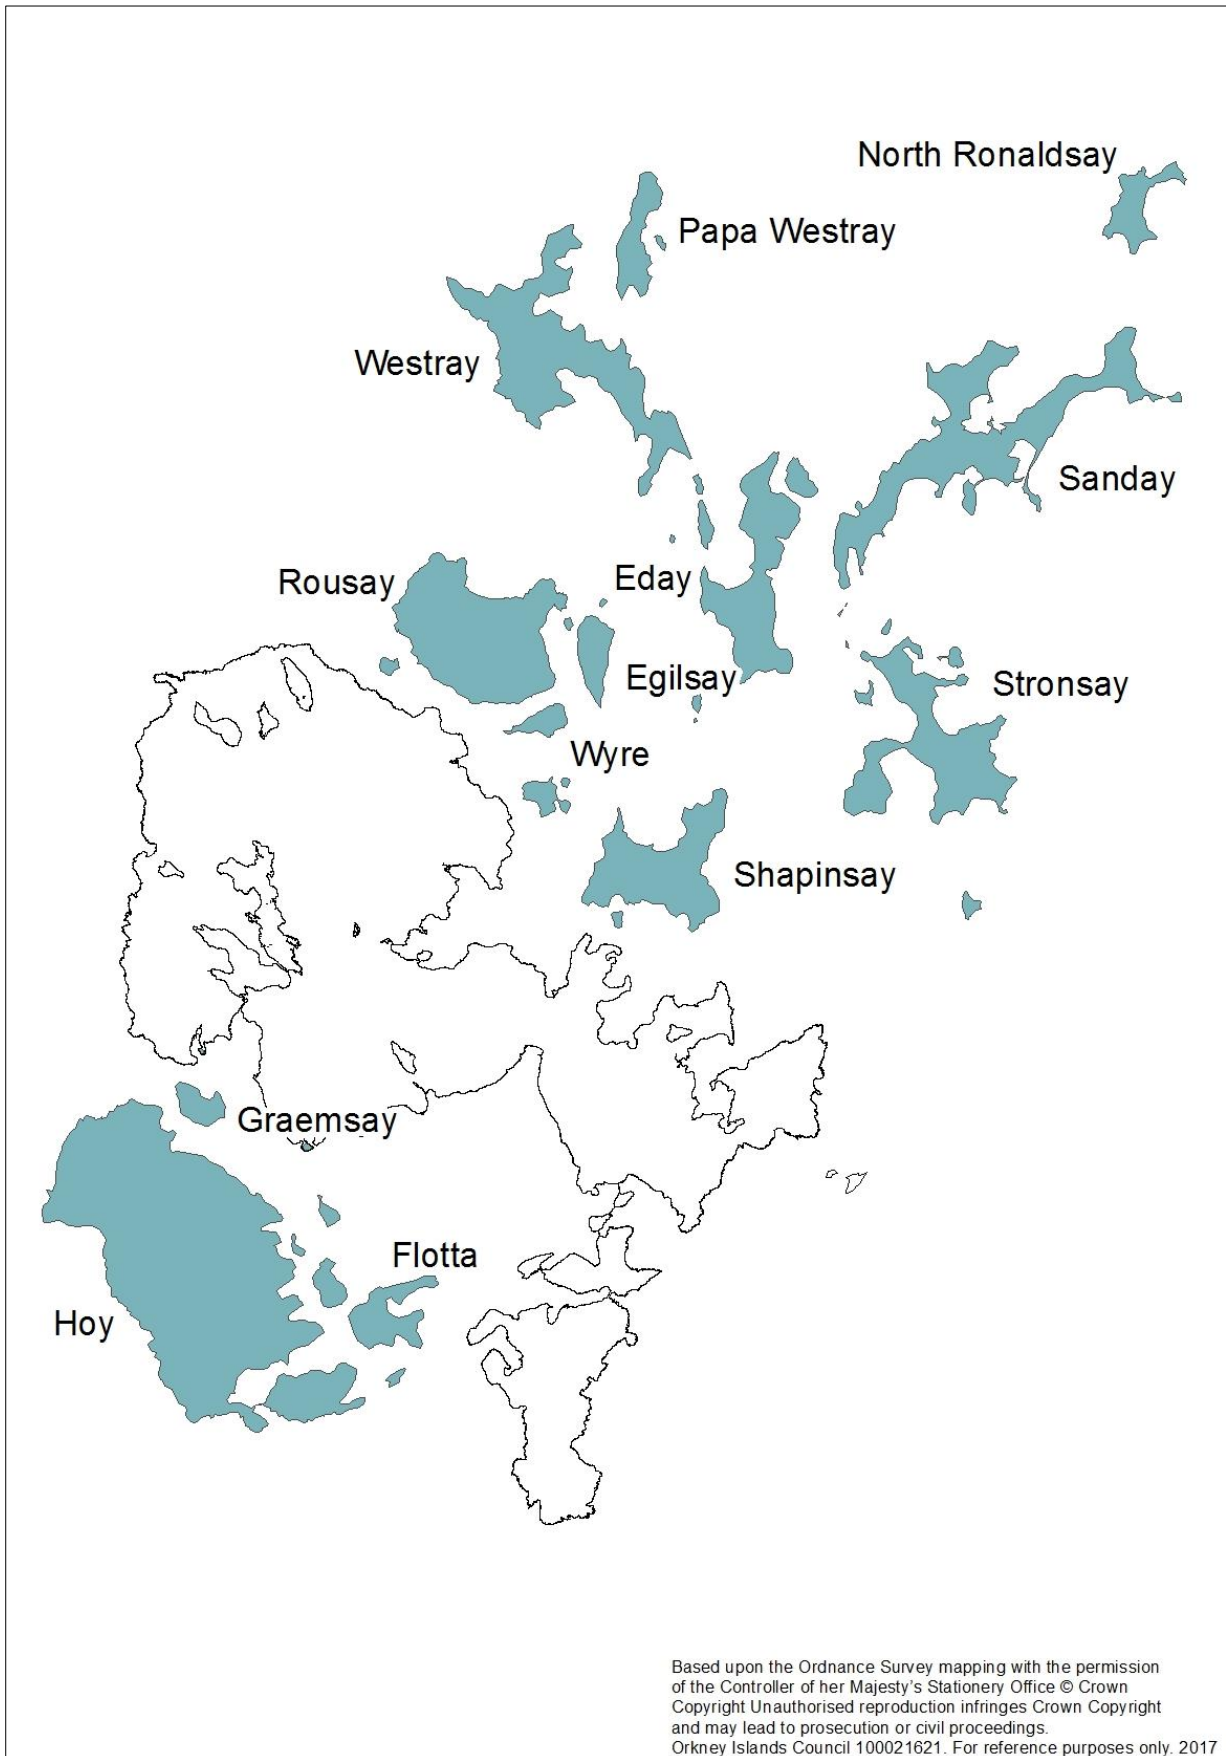 North Ronaldsay
Papa Westray
Westray
Sanday
Rousay
Eday
Egilsay
Stronsay
Wyre
Shapinsay
Graemsay
Flotta
Hoy
Based upon the Ordnance Survey mapping with the permission
of the Controller of her Majesty's Stationery Office © Crown
Copyright Unauthorised reproduction infringes Crown Copyright
and may lead to prosecution or civil proceedings.
Orkney Islands Council 100021621. For reference purposes only. 2017